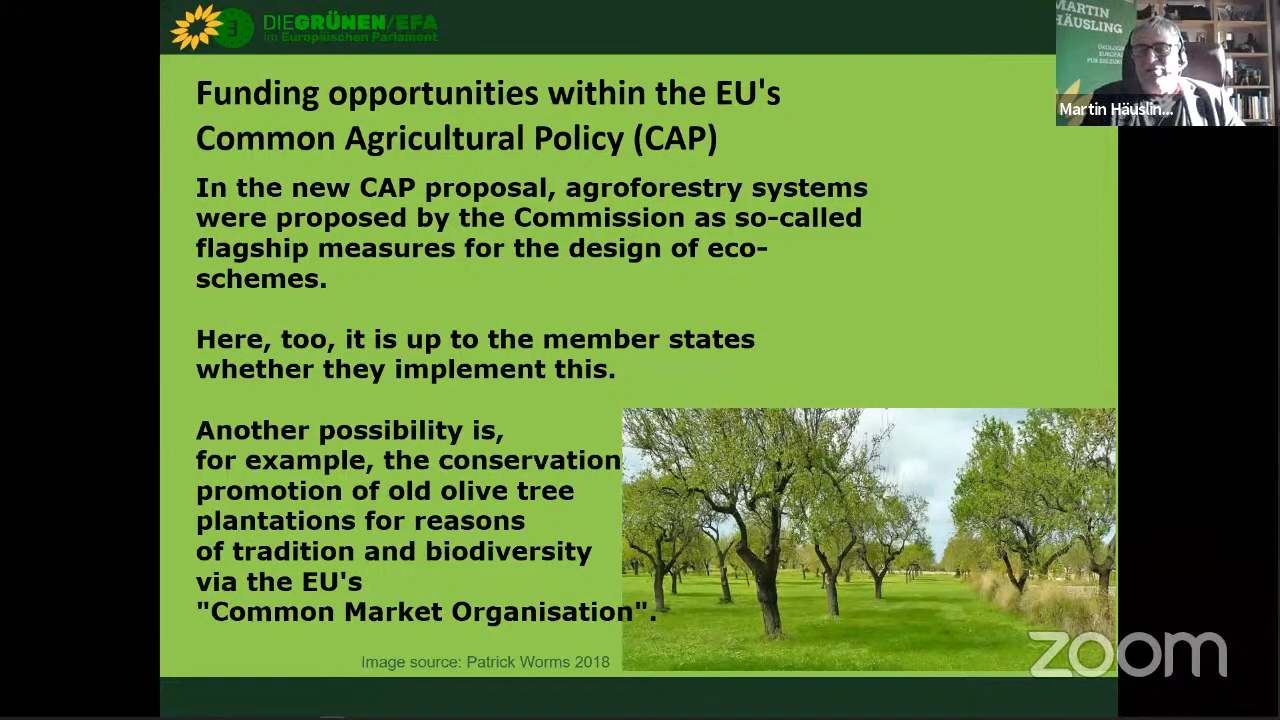 DIEGRÜNEN/EFA
im Europäischen Parlament
MARTIN
HÄUSLING
Martin Häuslin...
Funding opportunities within the EU's
Common Agricultural Policy (CAP)
In the new CAP proposal, agroforestry systems
were proposed by the Commission as so-called
flagship measures for the design of eco-
schemes.
Here, too, it is up to the member states
whether they implement this.
Another possibility is,
for example, the conservation
promotion of old olive tree
plantations for reasons
of tradition and biodiversity
via the EU's
"Common Market Organisation".
Image source: Patrick Worms 2018
zoom